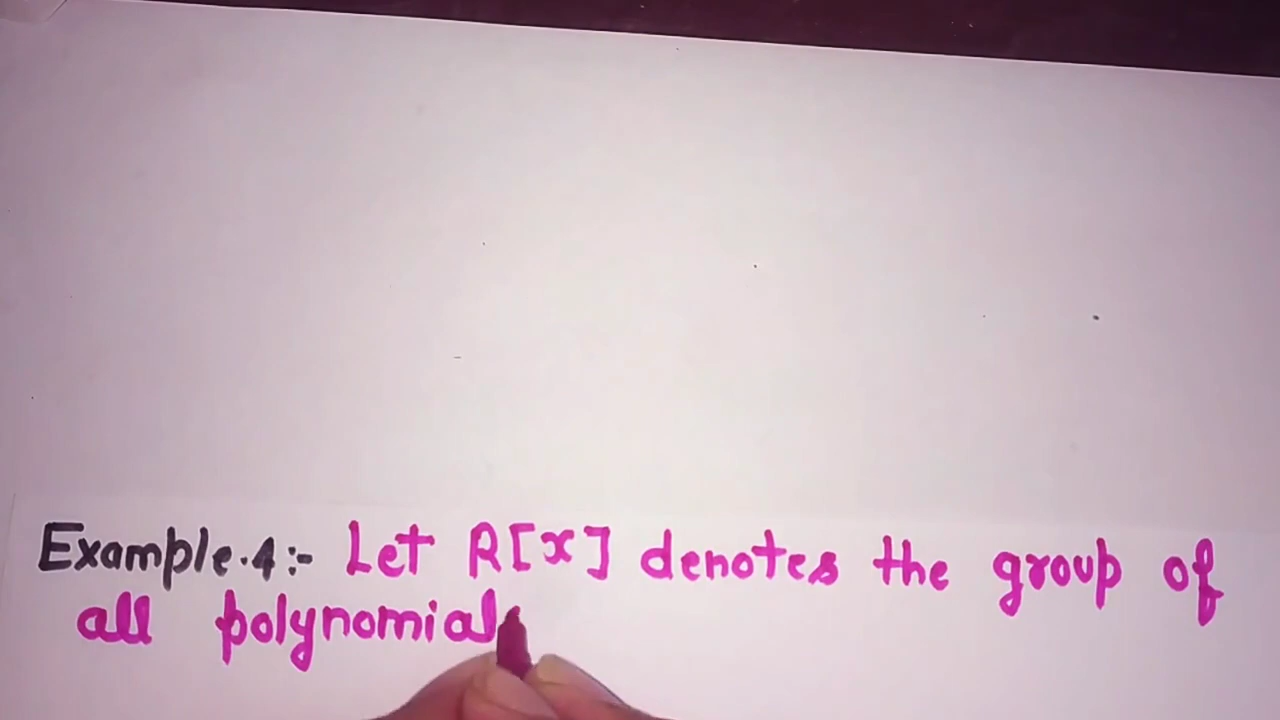 Example.4:- Let R[x] denotes the group of
all polynomial